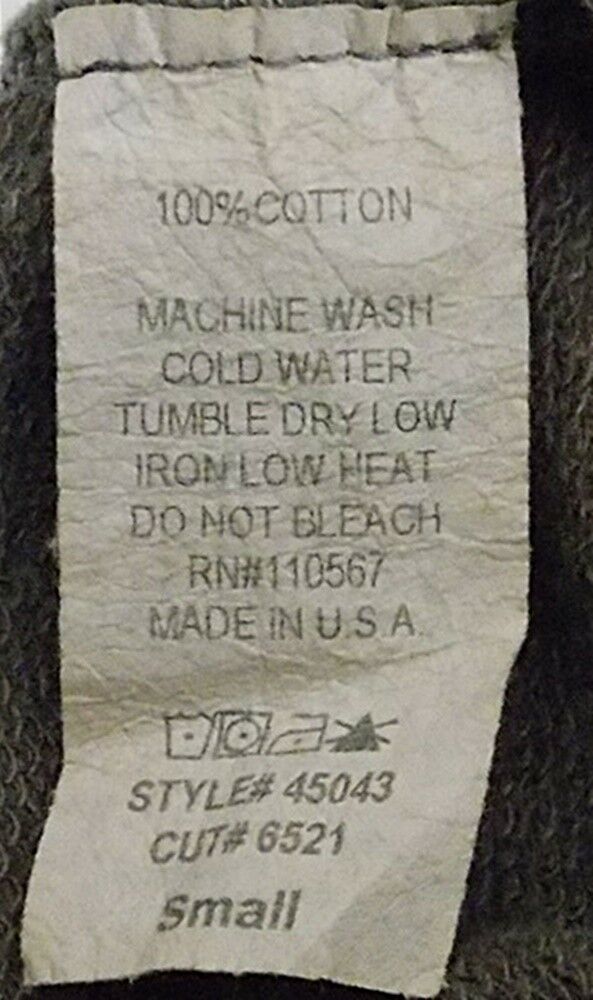 100% COTTON
MACHINE WASH
COLD WATER
TUMBLE DRY LOW
IRON LOW HEAT
DO NOT BLEACH
RN#110567
MADE IN U.S.A.
STYLE# 45043
CUT# 6521
Small